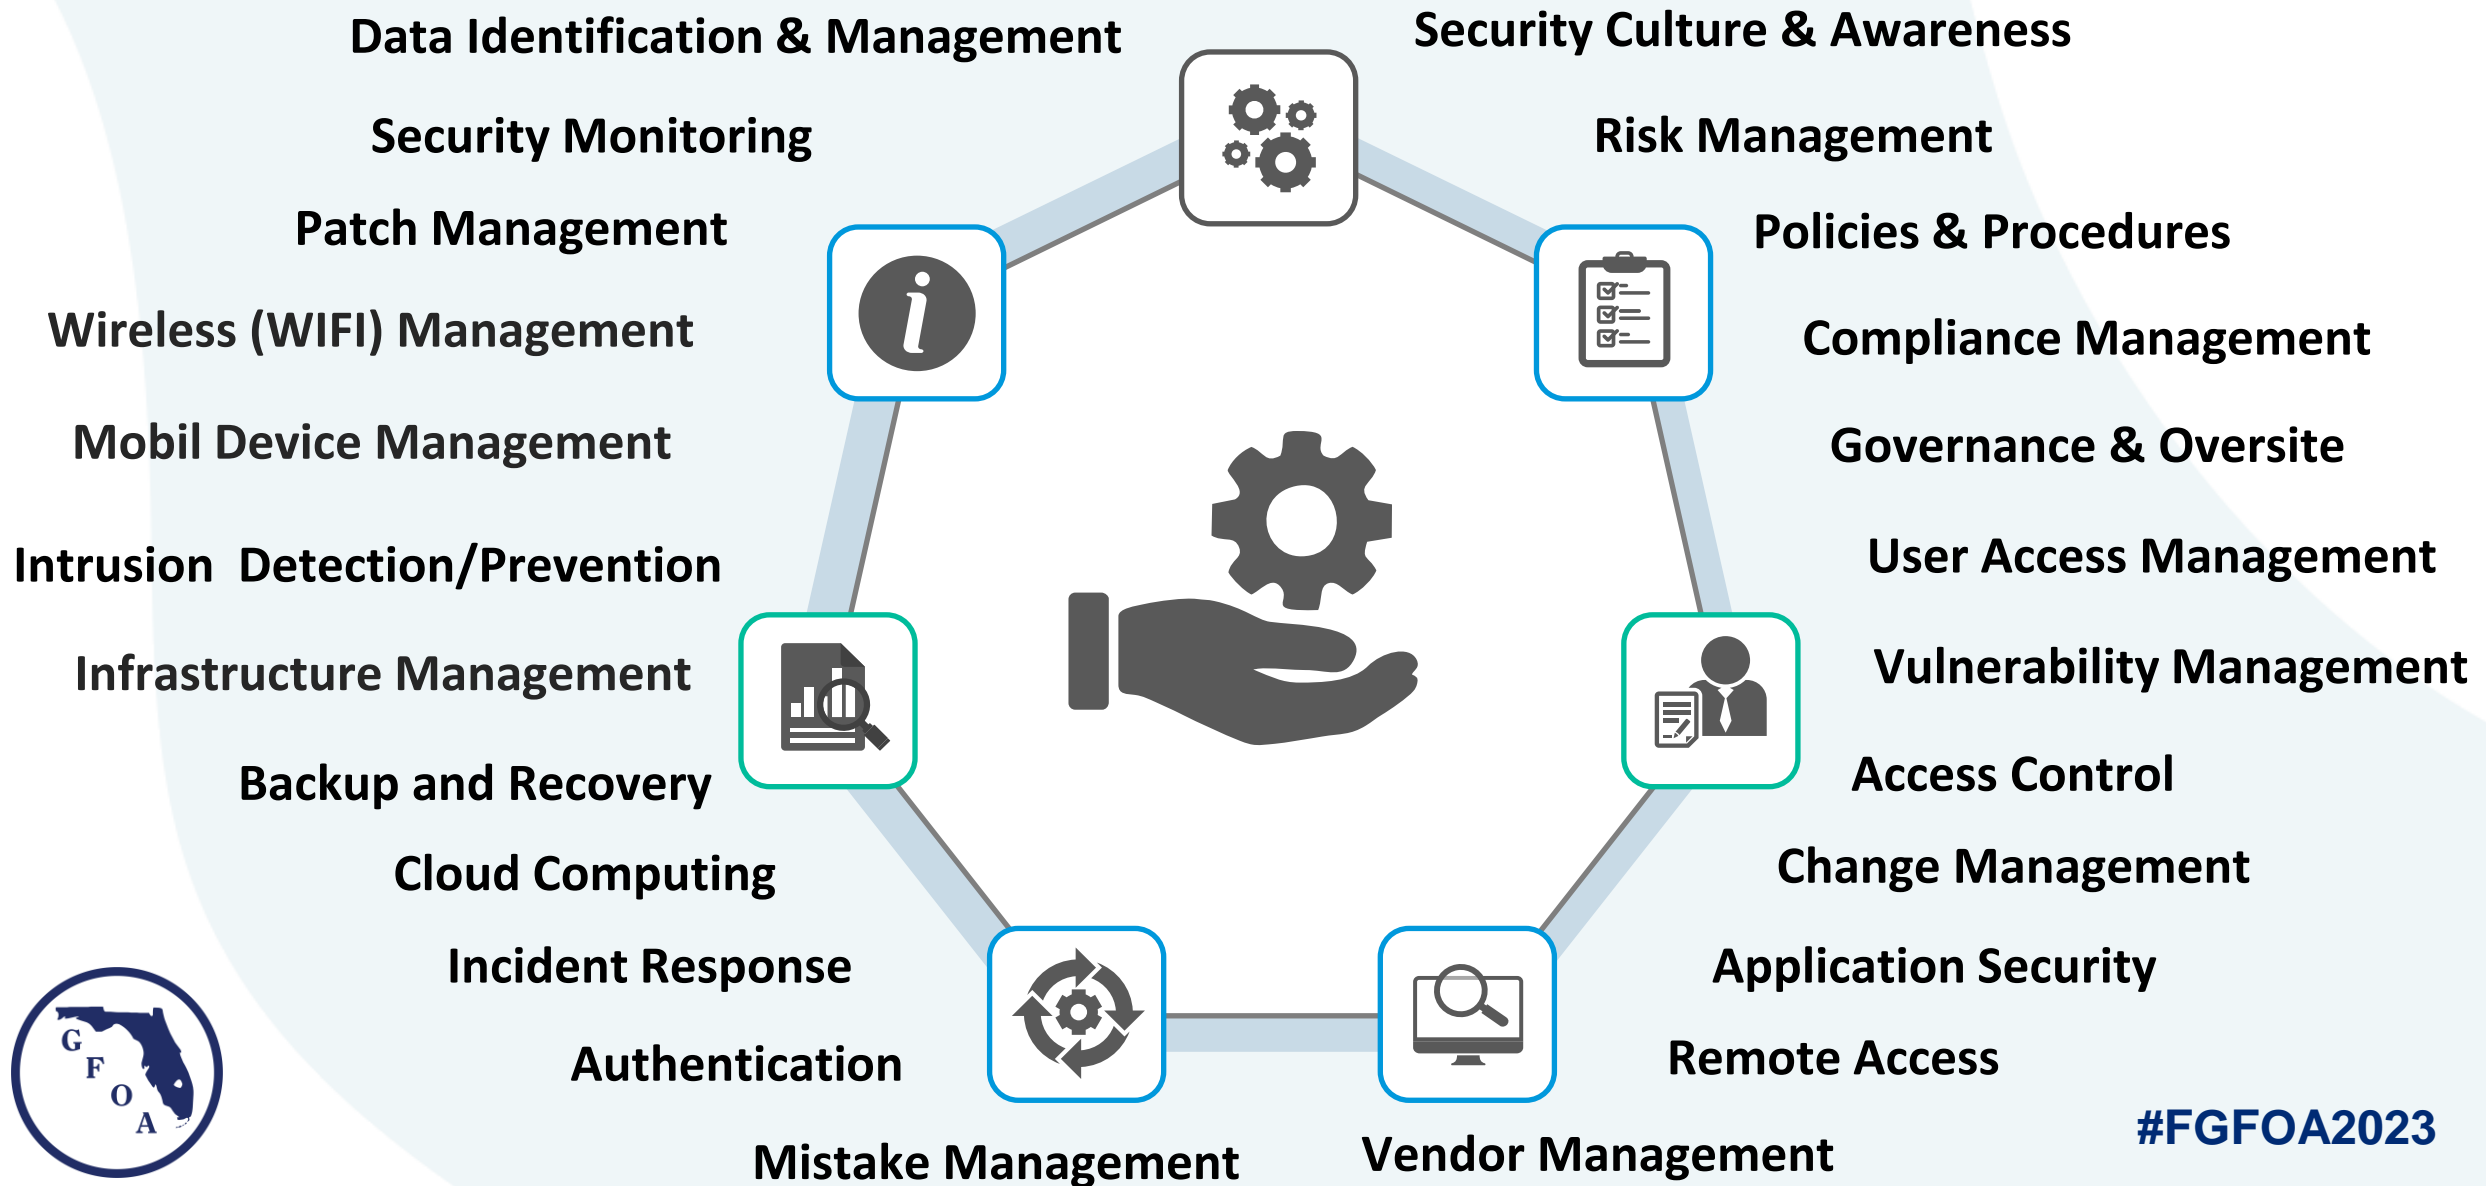 Data Identification & Management
Security Monitoring
Patch Management
Wireless (WIFI) Management
Mobil Device Management
Intrusion  Detection/Prevention
Infrastructure Management
Backup and Recovery
Cloud Computing
Incident Response
Authentication
Mistake Management
Security Culture & Awareness
Risk Management
Policies & Procedures
Compliance Management
Governance & Oversite
User Access Management
Vulnerability Management
Access Control
Change Management
Application Security
Remote Access
Vendor Management
G
F
O
A
#FGFOA2023